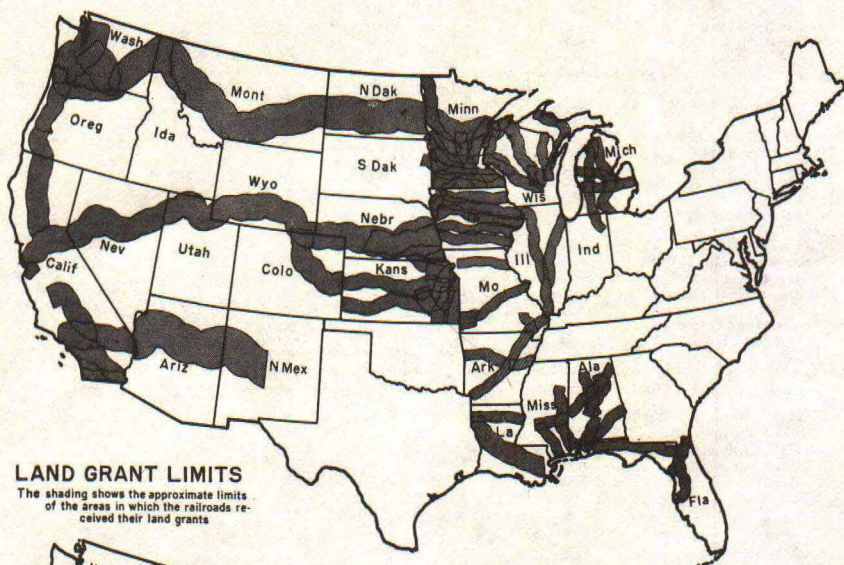 Wash
Mont
N Dak
Minn
Oreg
Ida
S Dak
Mich
Wyo
Wis
Nebr
Nev
Utah
Colo
Kans
Ill
Ind
Calif
Mo
Ariz
N Mex
Ark
Miss
Ala
La
Fla
LAND GRANT LIMITS
The shading shows the approximate limits
of the areas in which the railroads re-
ceived their land grants